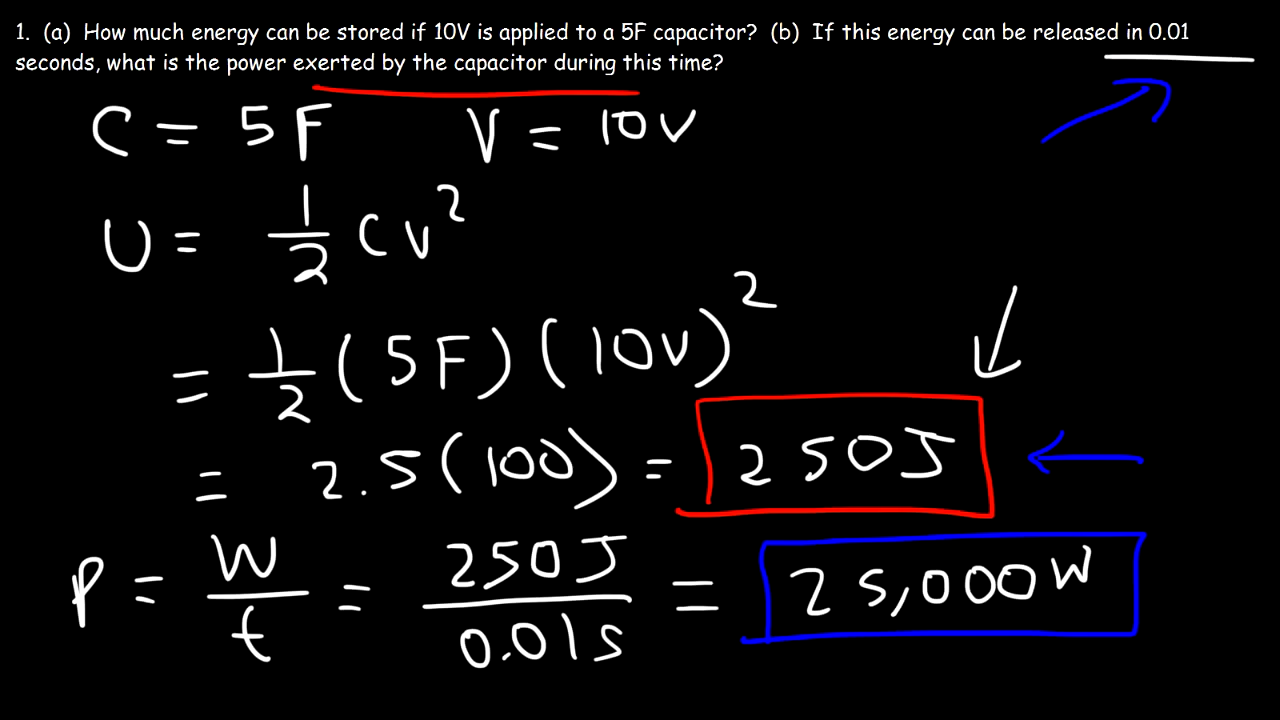 1. (a) How much energy can be stored if 10V is applied to a 5F capacitor? (b) If this energy can be released in 0.01
seconds, what is the power exerted by the capacitor during this time?
C = 5F V = 10V
U = 1/2 CV²
= 1/2 (5F)(10V)²
= 2.5(100) = 250J
P = W/t = 250J/0.01s = 25,000W